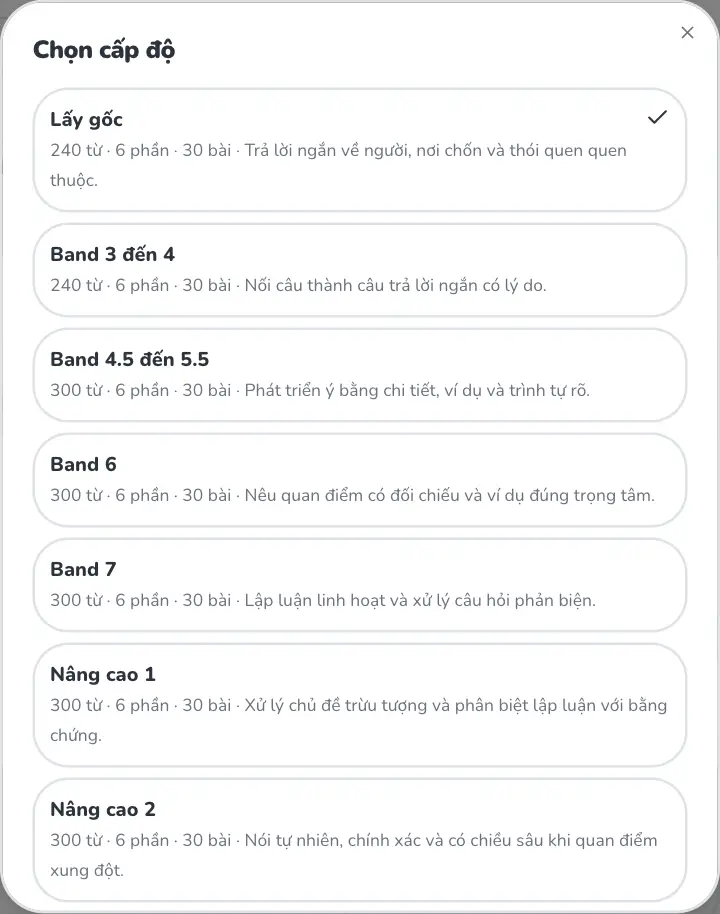 Chọn cấp độ
Lấy gốc
240 từ · 6 phần · 30 bài · Trả lời ngắn về người, nơi chốn và thói quen quen
thuộc.
Band 3 đến 4
240 từ · 6 phần · 30 bài · Nối câu thành câu trả lời ngắn có lý do.
Band 4.5 đến 5.5
300 từ · 6 phần · 30 bài · Phát triển ý bằng chi tiết, ví dụ và trình tự rõ.
Band 6
300 từ · 6 phần · 30 bài · Nêu quan điểm có đối chiếu và ví dụ đúng trọng tâm.
Band 7
300 từ · 6 phần · 30 bài · Lập luận linh hoạt và xử lý câu hỏi phản biện.
Nâng cao 1
300 từ · 6 phần · 30 bài · Xử lý chủ đề trừu tượng và phân biệt lập luận với bằng
chứng.
Nâng cao 2
300 từ · 6 phần · 30 bài · Nói tự nhiên, chính xác và có chiều sâu khi quan điểm
xung đột.